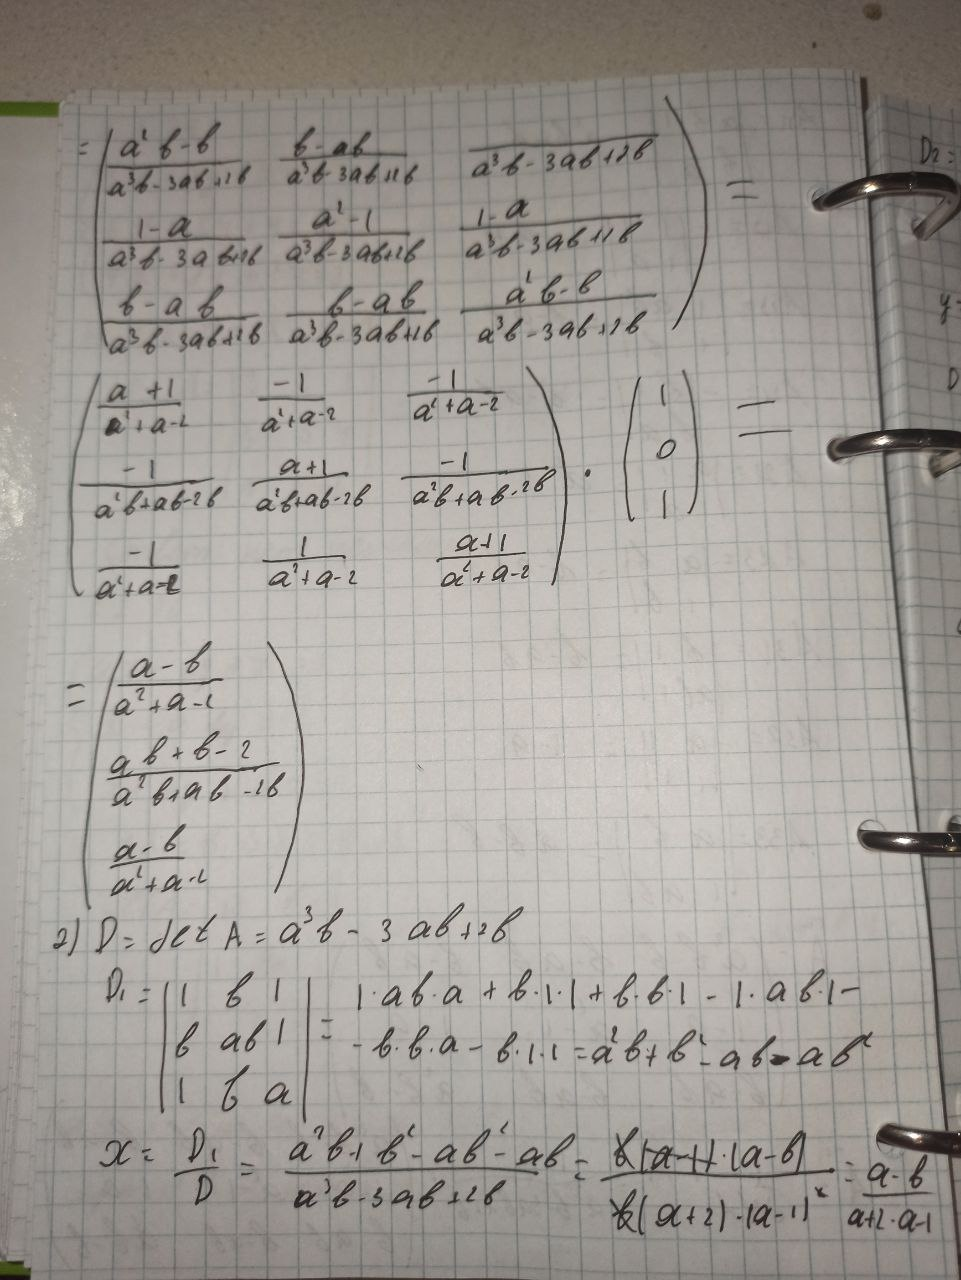 = ( (a²b-b)/(a³b-3ab+2b) (b-ab)/(a³b-3ab+2b) /(a³b-3ab+2b)
(1-a)/(a³b-3ab+2b) (a²-1)/(a³b-3ab+2b) (1-a)/(a³b-3ab+2b)
(b-ab)/(a³b-3ab+2b) (b-ab)/(a³b-3ab+2b) (a²b-b)/(a³b-3ab+2b) ) =
( (a+1)/(a²+a-2) -1/(a²+a-2) -1/(a²+a-2)
-1/(a²b+ab-2b) (a+1)/(a²b+ab-2b) -1/(a²b+ab-2b)
-1/(a²+a-2) 1/(a²+a-2) (a+1)/(a²+a-2) ) · ( 1 0 1 ) =
= ( (a-b)/(a²+a-2)
(ab+b-2)/(a²b+ab-2b)
(a-b)/(a²+a-2) )
2) D = det A = a³b - 3ab+2b
D₁ = | 1 b 1
b ab 1
1 b a | = 1·ab·a + b·1·1 + b·b·1 - 1·ab·1 -
- b·b·a - b·1·1 = a²b + b² - ab - ab²
x = D₁/D = (a²b + b² - ab² - ab)/(a³b - 3ab + 2b) = b(a-1)·(a-b)/(b(a+2)·(a-1)²) = (a-b)/(a+2·a-1)
D₂ =
y-
D